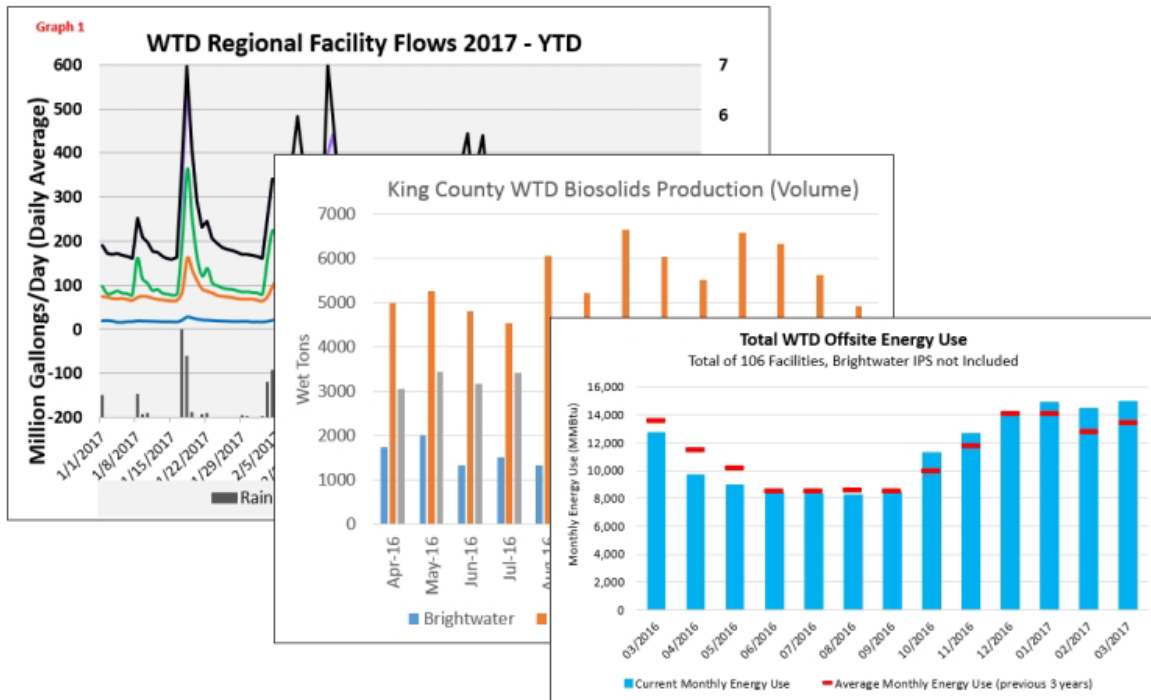 Graph 1
WTD Regional Facility Flows 2017 - YTD
Million Gallongs/Day (Daily Average)
600
500
400
300
200
100
0
-100
-200
7
6
1/1/2017
1/8/2017
1/15/2017
1/22/2017
1/29/2017
2/5/2017
Rain
King County WTD Biosolids Production (Volume)
Wet Tons
7000
6000
5000
4000
3000
2000
1000
0
Apr-16
May-16
Jun-16
Jul-16
Aug-16
Brightwater
Total WTD Offsite Energy Use
Total of 106 Facilities, Brightwater IPS not Included
Monthly Energy Use (MMBtu)
16,000
14,000
12,000
10,000
8,000
6,000
4,000
2,000
0
03/2016
04/2016
05/2016
06/2016
07/2016
08/2016
09/2016
10/2016
11/2016
12/2016
01/2017
02/2017
03/2017
Current Monthly Energy Use
Average Monthly Energy Use (previous 3 years)